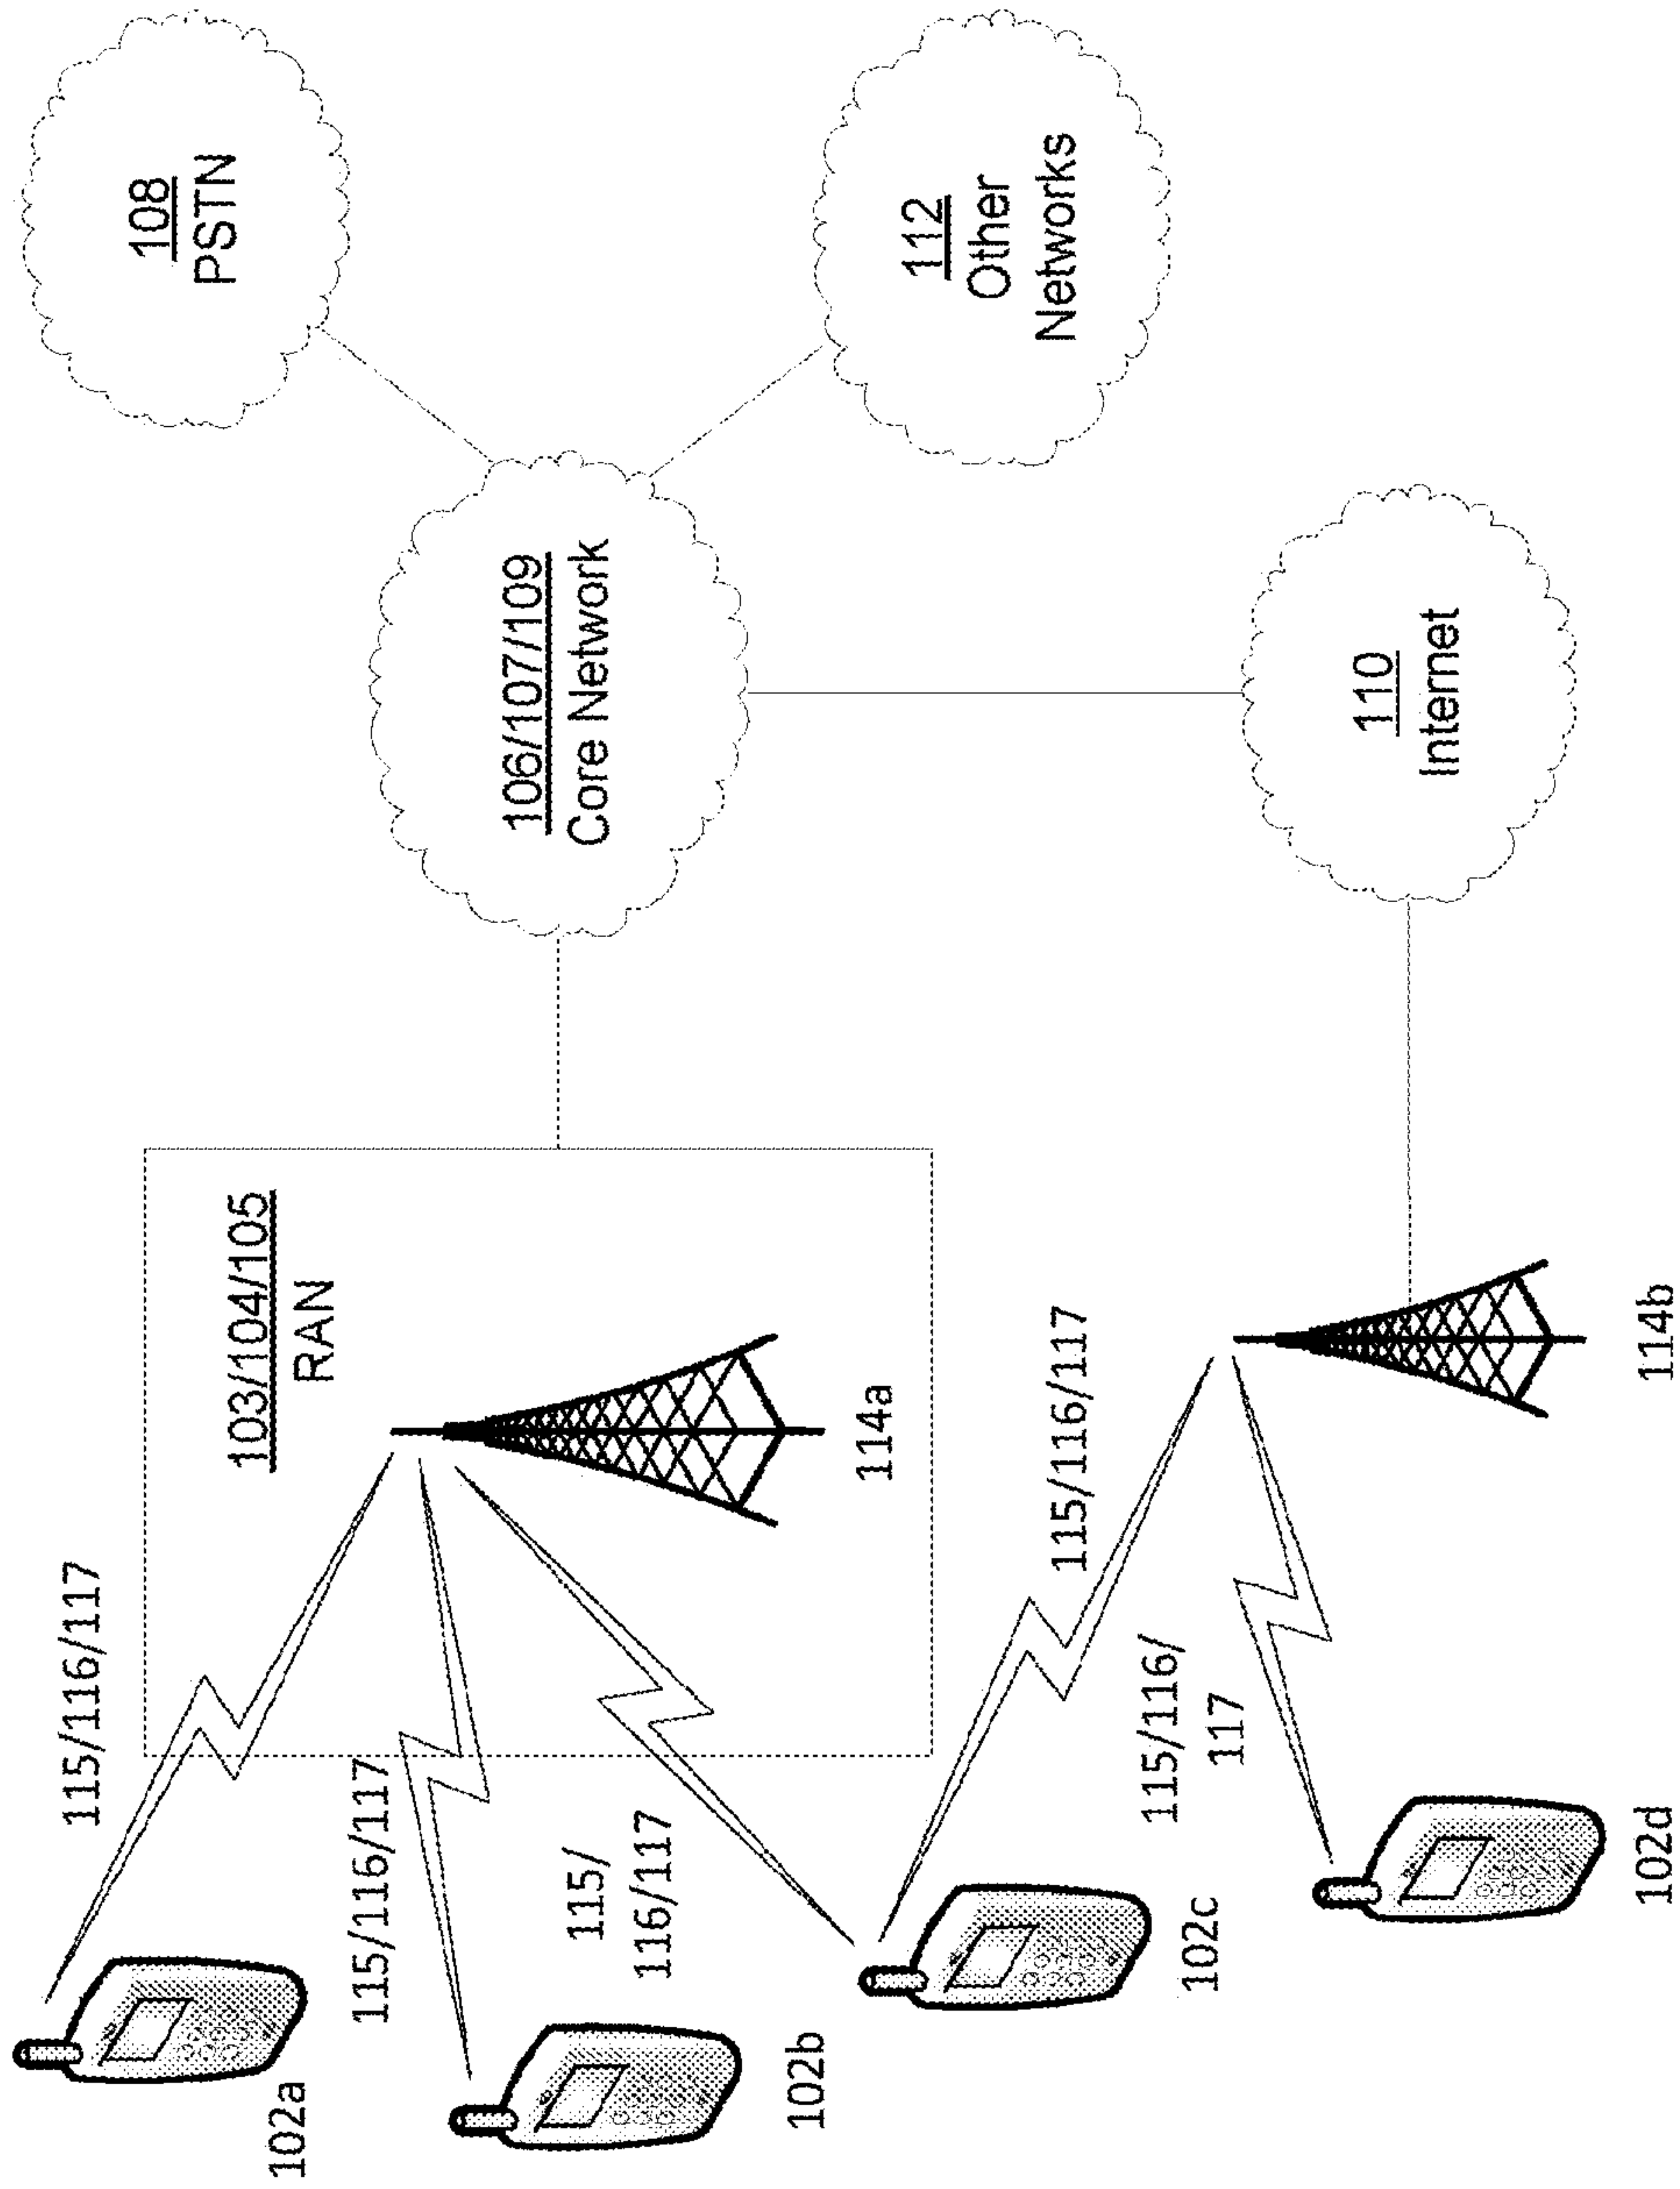 102a
115/116/117
103/104/105
RAN
108
PSTN
102b
115/116/117
115/
116/117
114a
106/107/109
Core Network
112
Other
Networks
102c
115/116/117
115/116/
117
110
Internet
102d
114b